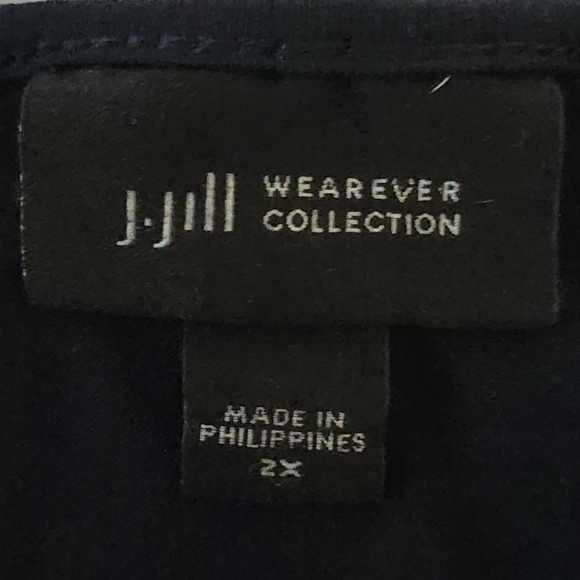 J.Jill WEAREVER
COLLECTION
MADE IN
PHILIPPINES
2X